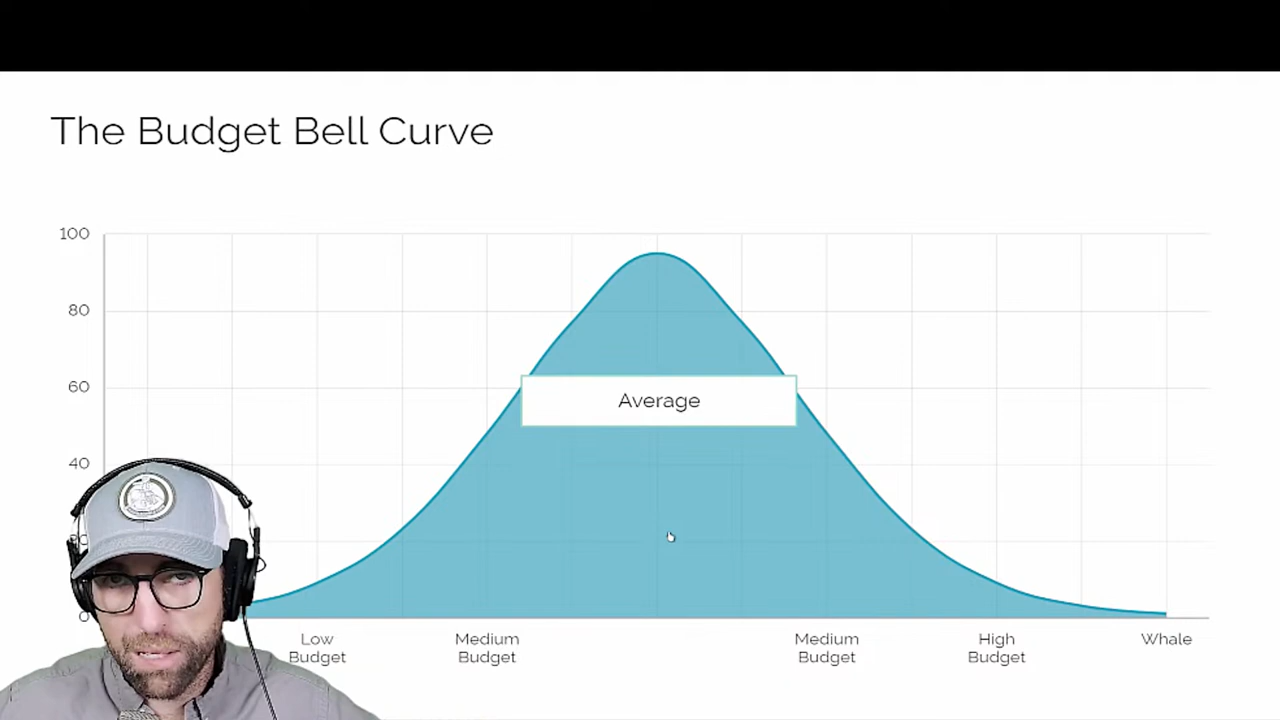 The Budget Bell Curve
100
80
60
Average
40
0
Low
Budget
Medium
Budget
Medium
Budget
High
Budget
Whale